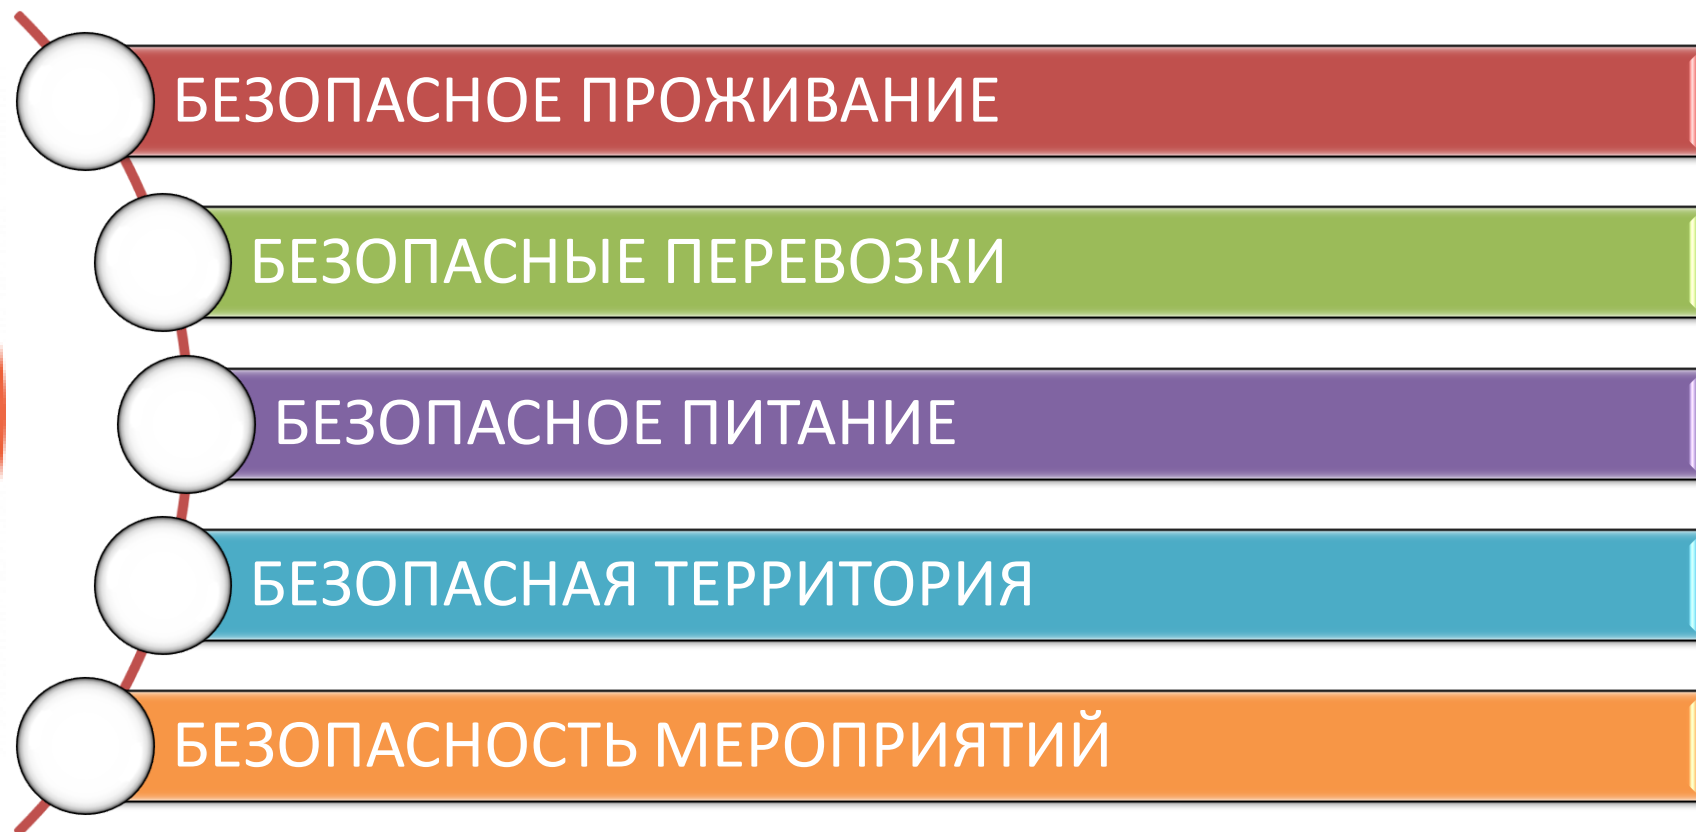 БЕЗОПАСНОЕ ПРОЖИВАНИЕ
БЕЗОПАСНЫЕ ПЕРЕВОЗКИ
БЕЗОПАСНОЕ ПИТАНИЕ
БЕЗОПАСНАЯ ТЕРРИТОРИЯ
БЕЗОПАСНОСТЬ МЕРОПРИЯТИЙ